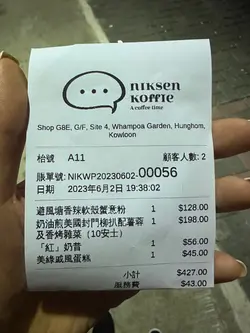 NIKSEN
KOFFIE
A coffee time
Shop G8E, G/F, Site 4, Whampoa Garden, Hunghom,
Kowloon
枱號 A11 顧客人數: 2
賬單號: NIKWP20230602-00056
日期 2023年6月2日 19:38:02
避風塘香辣軟殼蟹意粉 1 $128.00
奶油煎美國封門柳扒配薯蓉 1 $198.00
及香烤雜菜 (10安士)
「紅」奶昔 1 $56.00
美綠戚風蛋糕 1 $45.00
小計 $427.00
服務費 $43.00